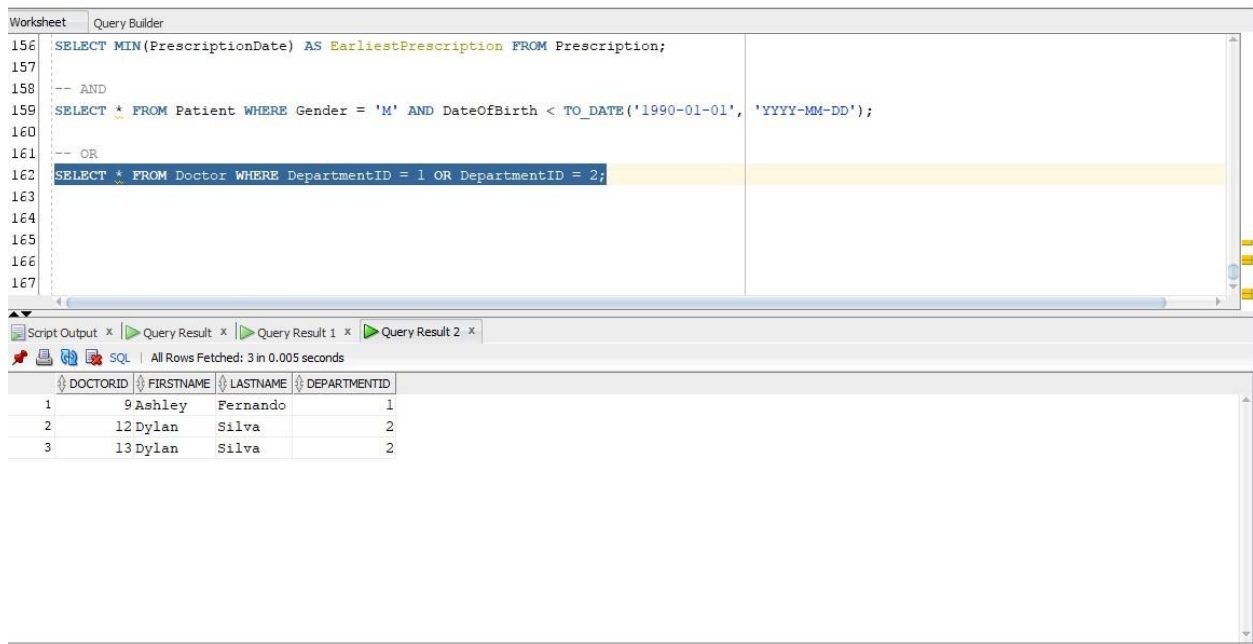 Worksheet Query Builder
156 SELECT MIN(PrescriptionDate) AS EarliestPrescription FROM Prescription;
157
158 -- AND
159 SELECT * FROM Patient WHERE Gender = 'M' AND DateOfBirth < TO_DATE('1990-01-01', 'YYYY-MM-DD');
160
161 -- OR
162 SELECT * FROM Doctor WHERE DepartmentID = 1 OR DepartmentID = 2;
163
164
165
166
167
Script Output x Query Result x Query Result 1 x Query Result 2 x
SQL | All Rows Fetched: 3 in 0.005 seconds
DOCTORID FIRSTNAME LASTNAME DEPARTMENTID
1 9 Ashley Fernando 1
2 12 Dylan Silva 2
3 13 Dylan Silva 2